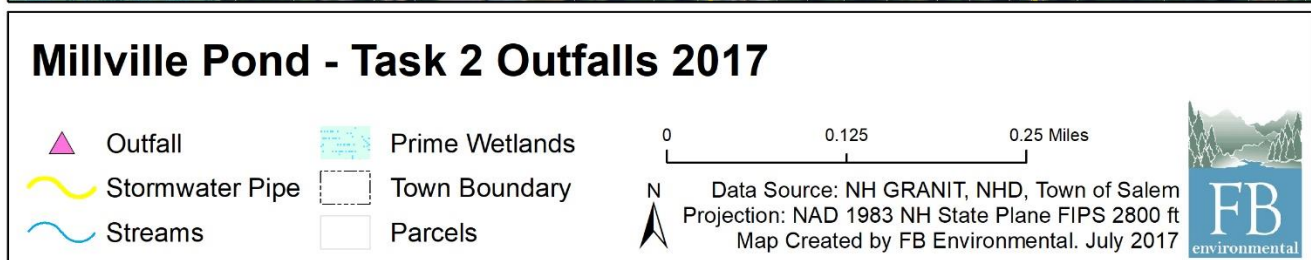 Millville Pond - Task 2 Outfalls 2017
Outfall
Stormwater Pipe
Streams
Prime Wetlands
Town Boundary
Parcels
0 0.125 0.25 Miles
N
Data Source: NH GRANIT, NHD, Town of Salem
Projection: NAD 1983 NH State Plane FIPS 2800 ft
Map Created by FB Environmental. July 2017
FB
environmental